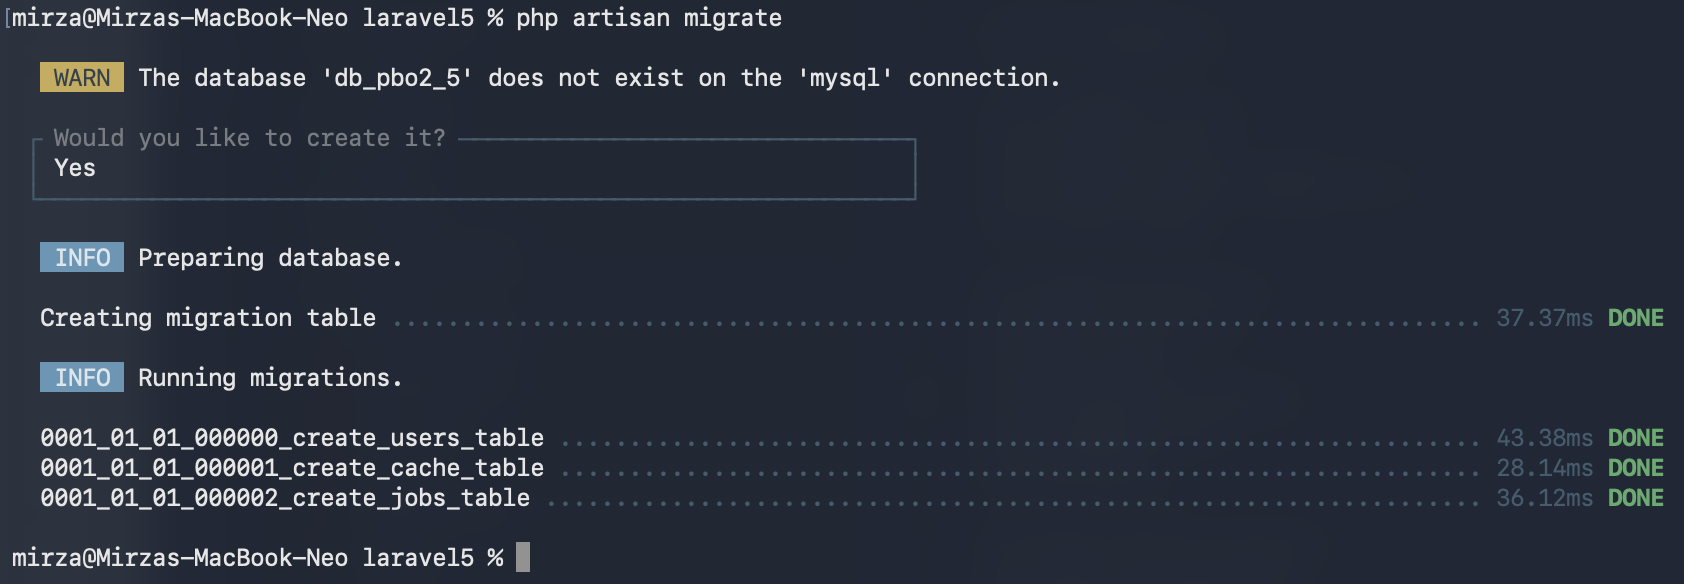 [mirza@Mirzas-MacBook-Neo laravel5 % php artisan migrate
WARN The database 'db_pbo2_5' does not exist on the 'mysql' connection.
Would you like to create it?
Yes
INFO Preparing database.
Creating migration table .............................................................................. 37.37ms DONE
INFO Running migrations.
0001_01_01_000000_create_users_table .................................................................. 43.38ms DONE
0001_01_01_000001_create_cache_table .................................................................. 28.14ms DONE
0001_01_01_000002_create_jobs_table ................................................................... 36.12ms DONE
mirza@Mirzas-MacBook-Neo laravel5 %